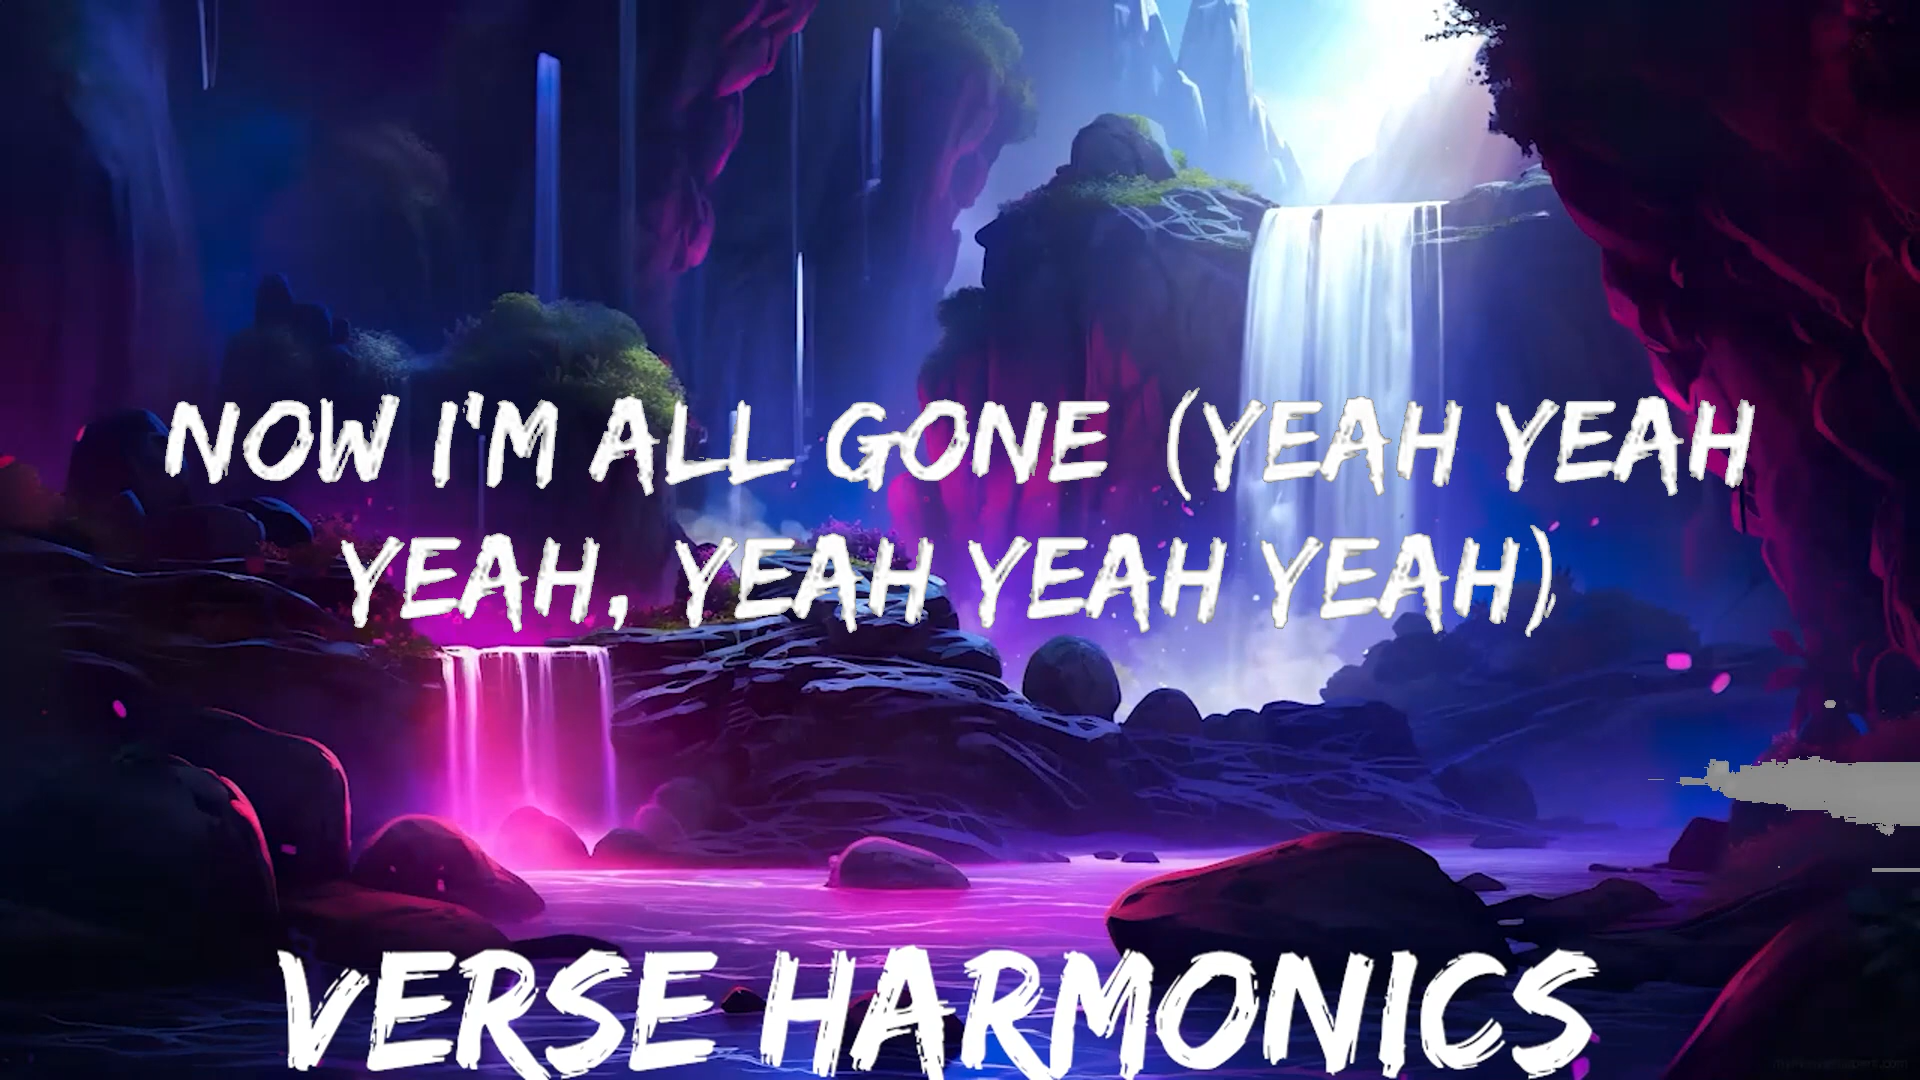 NOW I'M ALL GONE (YEAH YEAH
YEAH, YEAH YEAH YEAH)
VERSE HARMONICS